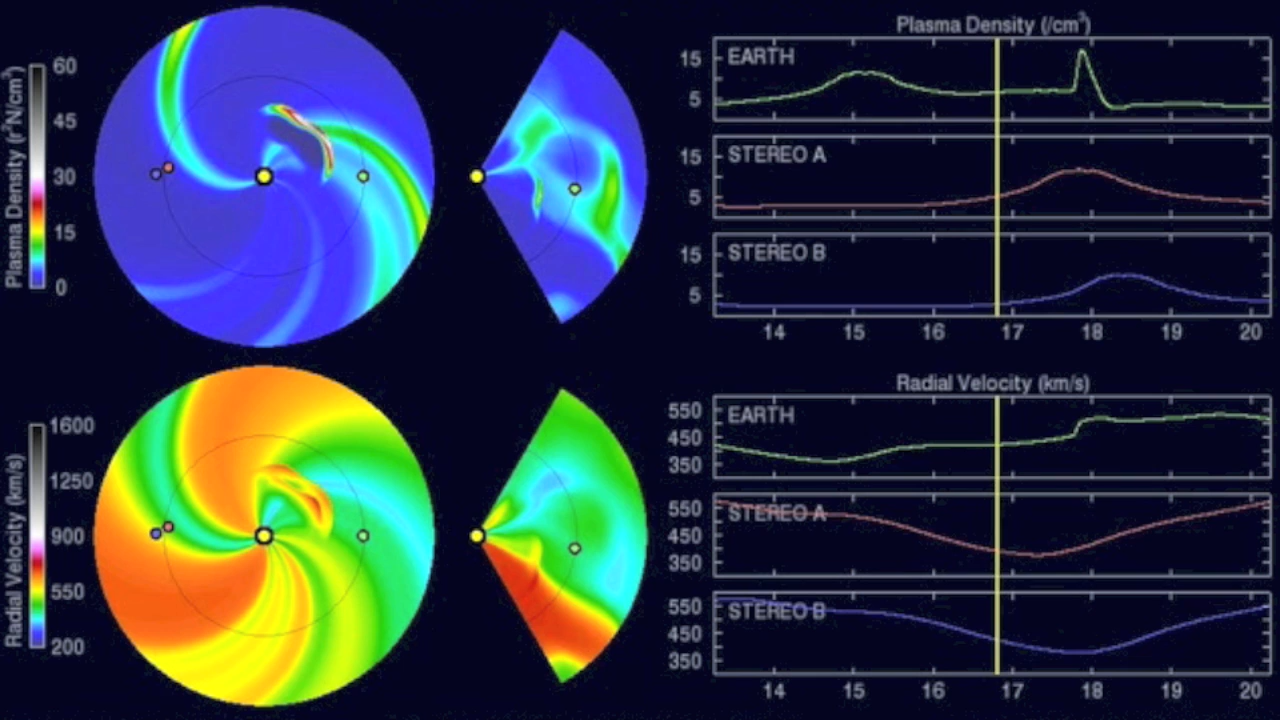 Plasma Density (r²N/cm³)
60
45
30
15
0
Plasma Density (/cm³)
EARTH
15
5
STEREO A
15
5
STEREO B
15
5
14 15 16 17 18 19 20
Radial Velocity (km/s)
1600
1250
900
550
200
Radial Velocity (km/s)
EARTH
550
450
350
STEREO A
550
450
350
STEREO B
550
450
350
14 15 16 17 18 19 20